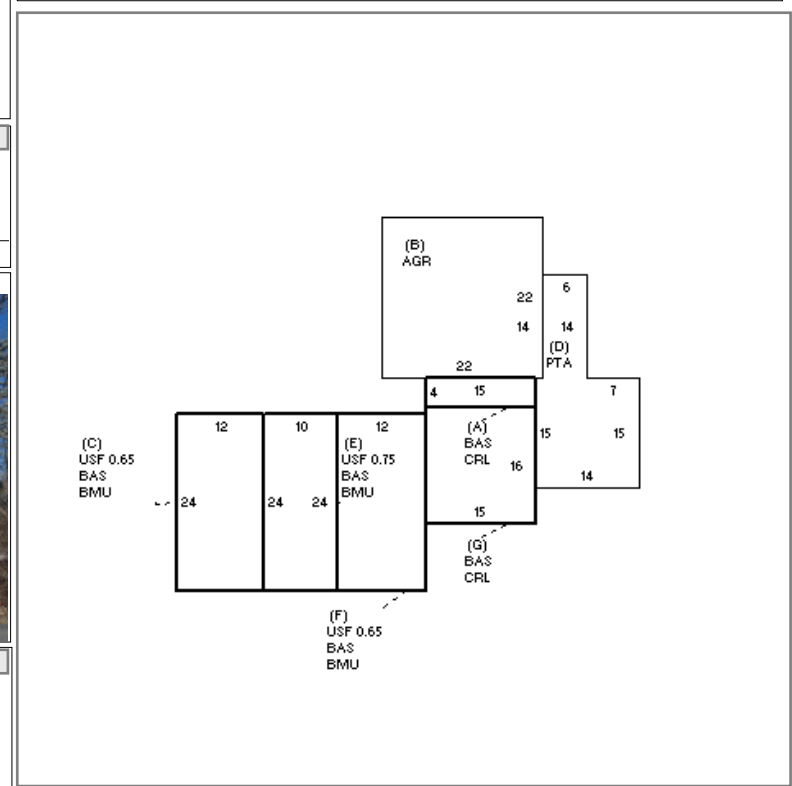 (B)
AGR
22
14
22
6
14
(D)
PTA
7
15
15
14
4 15
(A)
BAS
CRL
16
15
(G)
BAS
CRL
12
10
12
(C)
USF 0.65
BAS
BMU
24
24
24
(E)
USF 0.75
BAS
BMU
(F)
USF 0.65
BAS
BMU